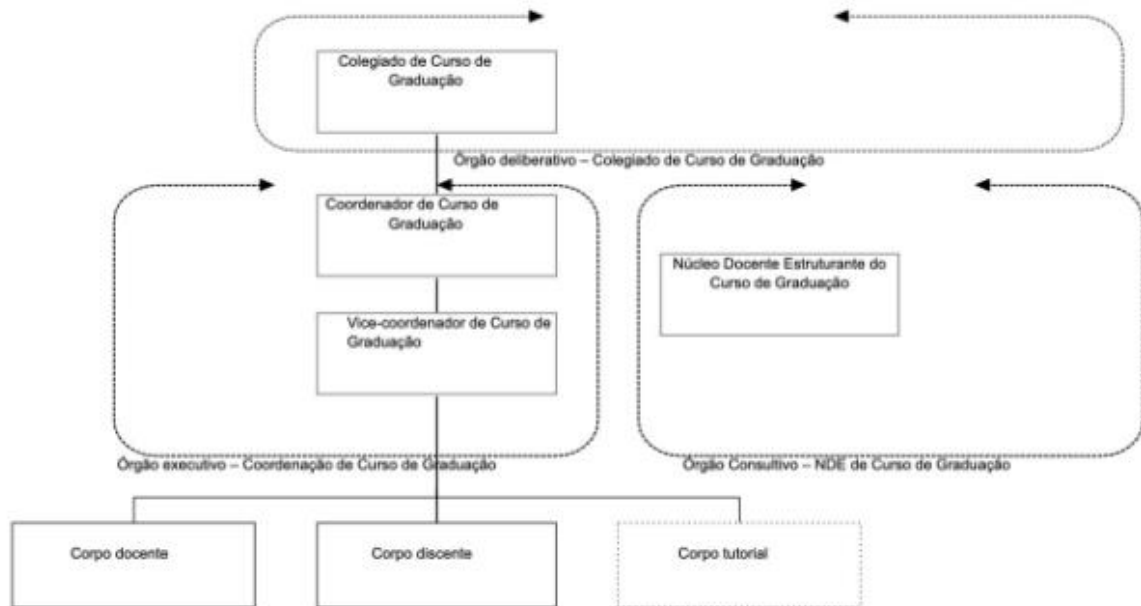 Colegiado de Curso de
Graduação
Órgão deliberativo – Colegiado de Curso de Graduação
Coordenador de Curso de
Graduação
Núcleo Docente Estruturante do
Curso de Graduação
Vice-coordenador de Curso de
Graduação
Órgão executivo – Coordenação de Curso de Graduação
Órgão Consultivo – NDE de Curso de Graduação
Corpo docente
Corpo discente
Corpo tutorial